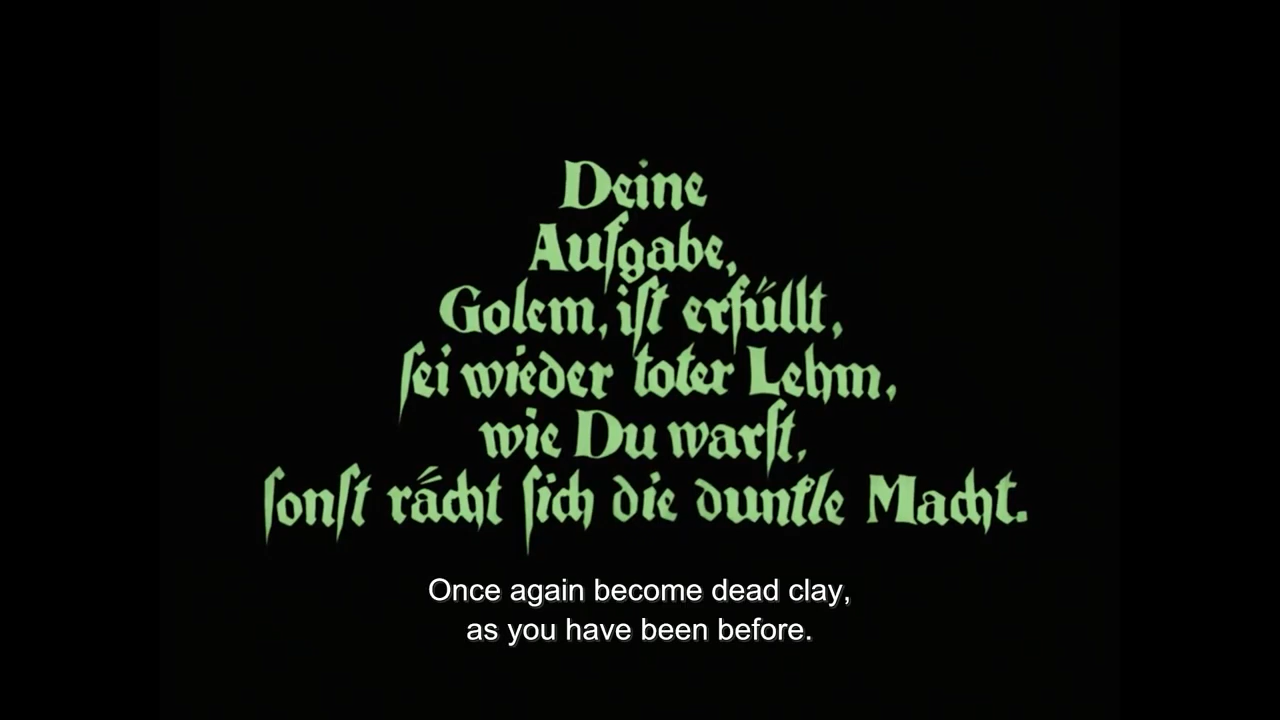 Deine
Aufgabe,
Golem, iſt erfüllt,
ſei wieder toter Lehm,
wie Du warſt,
ſonſt rächt ſich die dunkle Macht.
Once again become dead clay,
as you have been before.